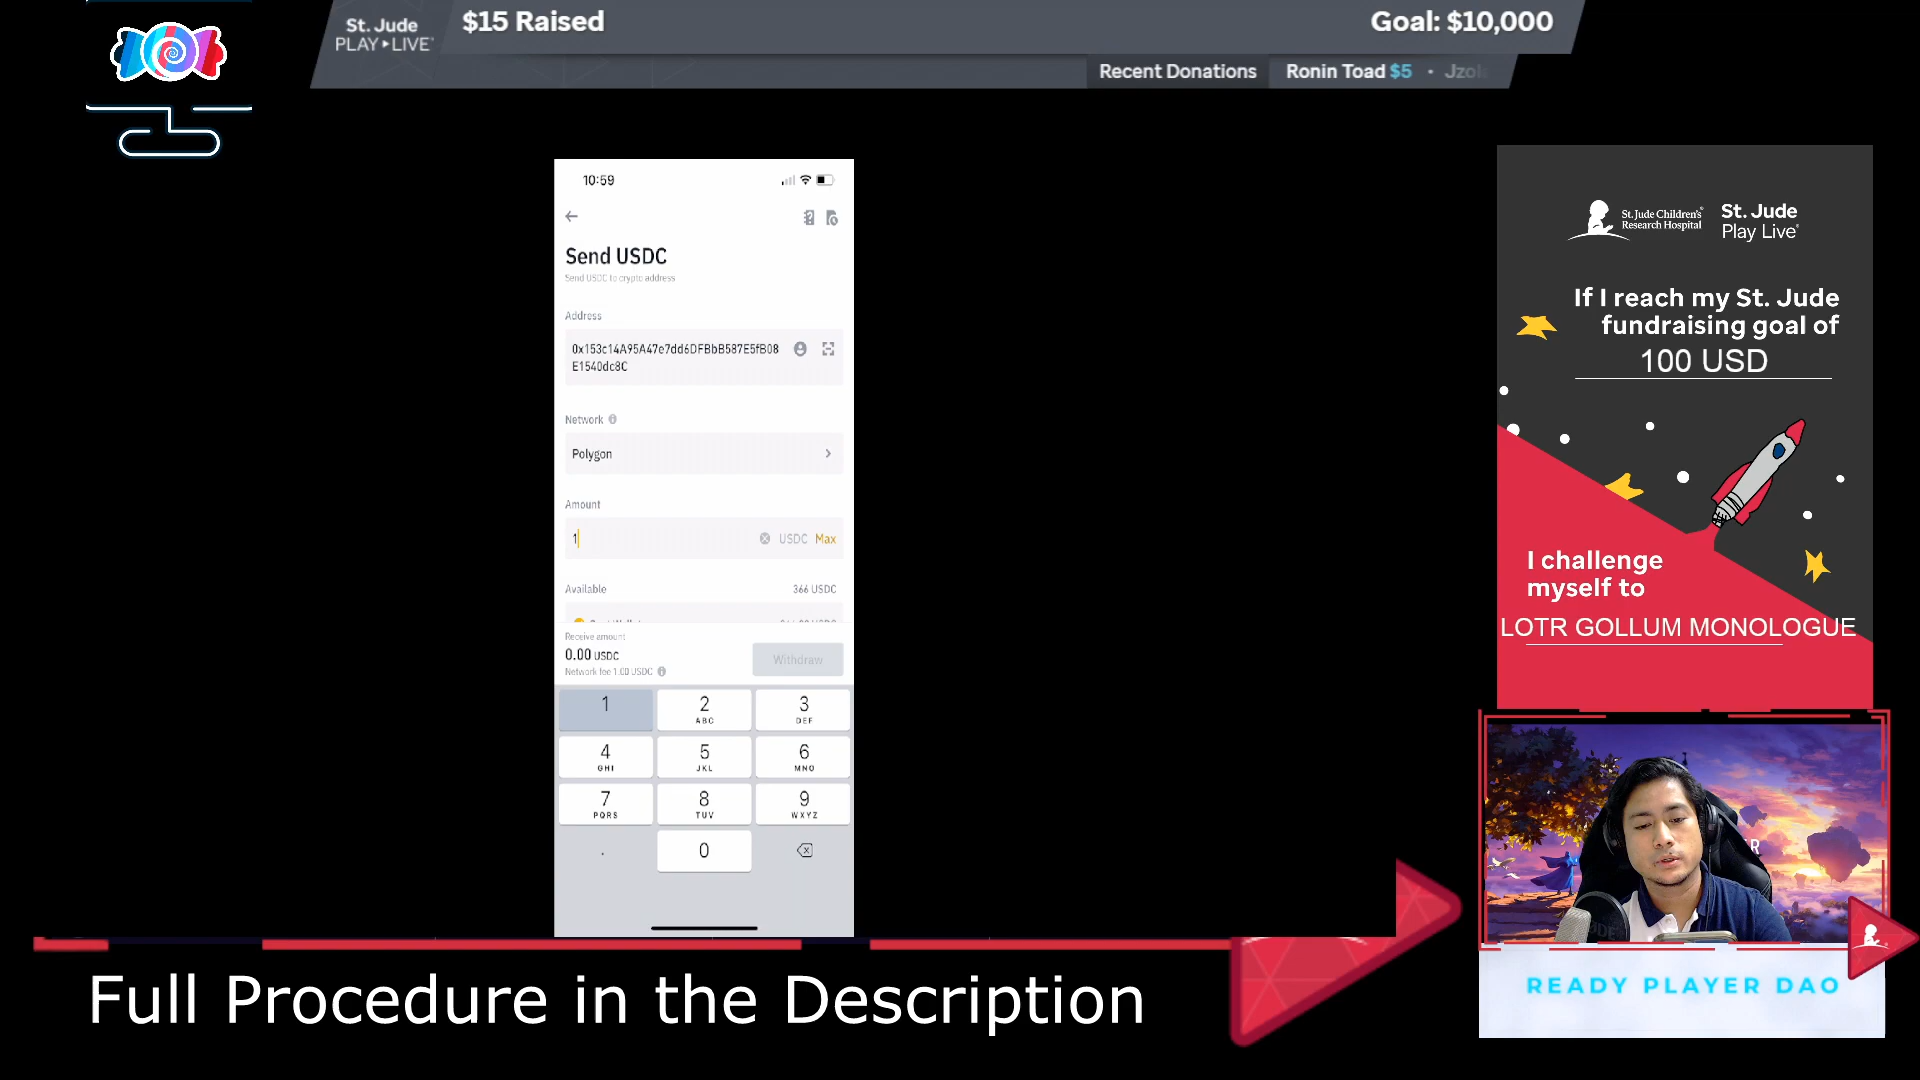 St. Jude
PLAY LIVE
$15 Raised
Goal: $10,000
Recent Donations
Ronin Toad $5 ·
10:59
Send USDC
Send USDC to crypto address
Address
0x153c14A95A47e7dd6DFBbB587E5fB08
E1540dc8C
Network
Polygon
Amount
1
USDC Max
Available
366 USDC
Receive amount
0.00 USDC
Network fee 1.00 USDC
Withdraw
1
2
ABC
3
DEF
4
GHI
5
JKL
6
MNO
7
PQRS
8
TUV
9
WXYZ
.
0
St. Jude Children's
Research Hospital
St. Jude
Play Live
If I reach my St. Jude
fundraising goal of
100 USD
I challenge
myself to
LOTR GOLLUM MONOLOGUE
READY PLAYER DAO
Full Procedure in the Description